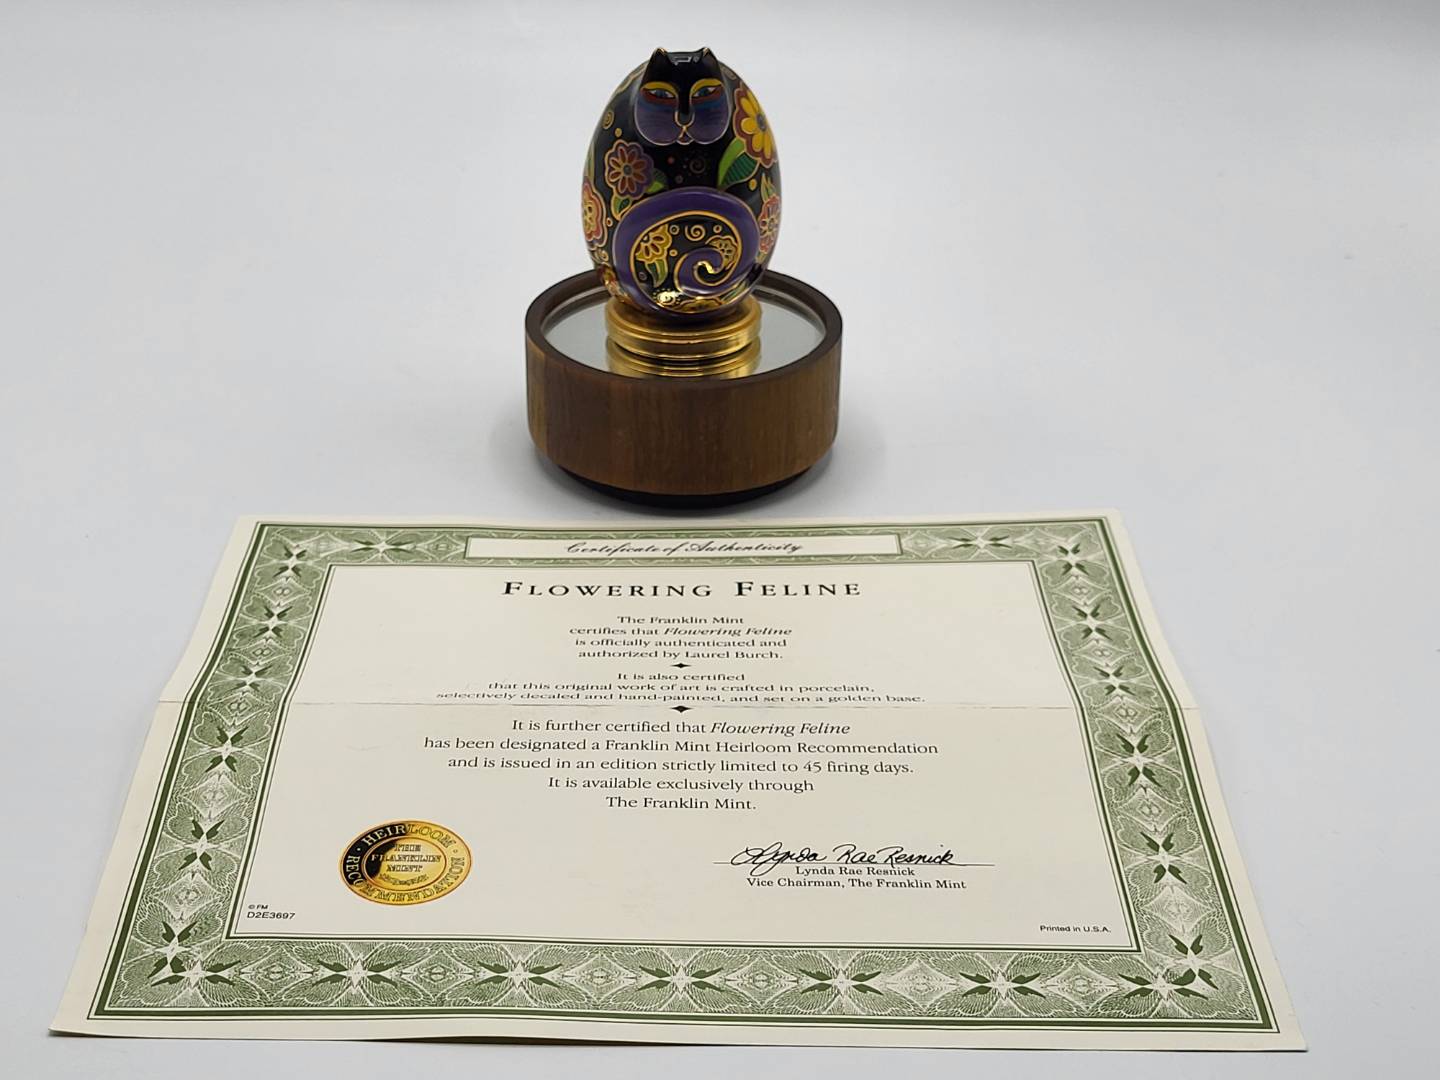 Certificate of Authenticity
FLOWERING FELINE
The Franklin Mint
certifies that Flowering Feline
is officially authenticated and
authorized by Laurel Burch.
It is also certified
that this original work of art is crafted in porcelain,
selectively decaled and hand-painted, and set on a golden base.
It is further certified that Flowering Feline
has been designated a Franklin Mint Heirloom Recommendation
and is issued in an edition strictly limited to 45 firing days.
It is available exclusively through
The Franklin Mint.
HEIRLOOM · RECOMMENDATION ·
THE
FRANKLIN
MINT
Lynda Rae Resnick
Lynda Rae Resnick
Vice Chairman, The Franklin Mint
© FM
D2E3697
Printed in U.S.A.